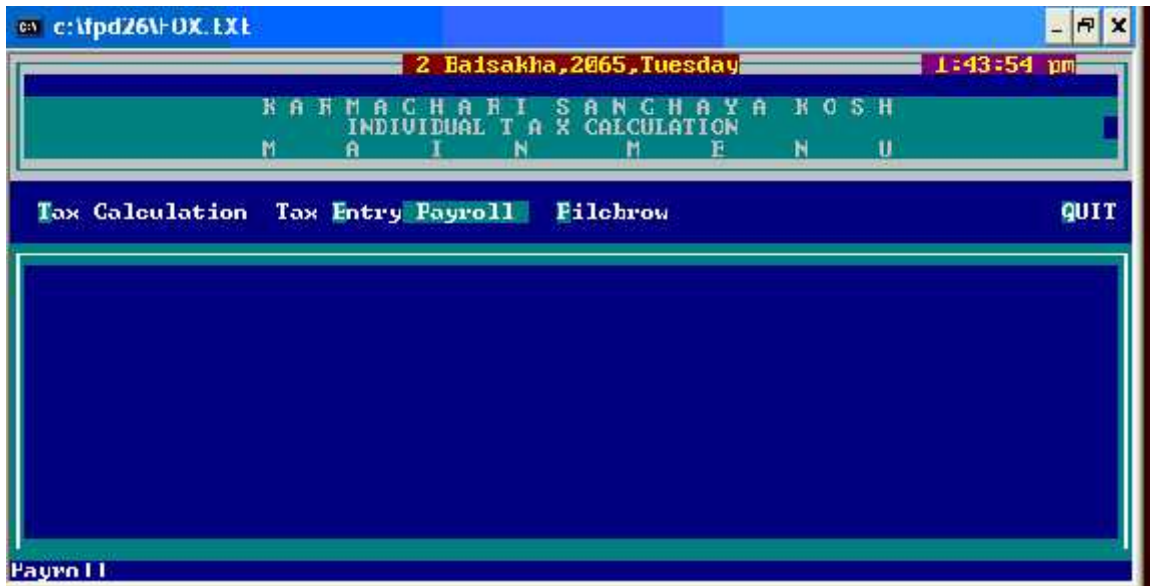 c:\fpd26\FOX.EXE
2 Baisakha,2065,Tuesday 1:43:54 pm
K A R M A C H A R I S A N C H A Y A K O S H
INDIVIDUAL T A X CALCULATION
M A I N M E N U
Tax Calculation Tax Entry Payroll Filebrow QUIT
Payroll